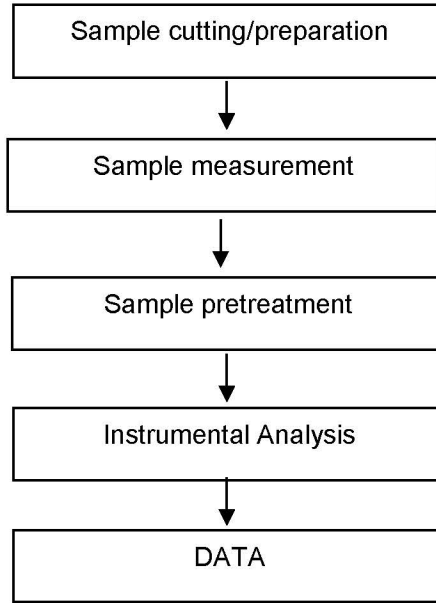 Sample cutting/preparation
Sample measurement
Sample pretreatment
Instrumental Analysis
DATA